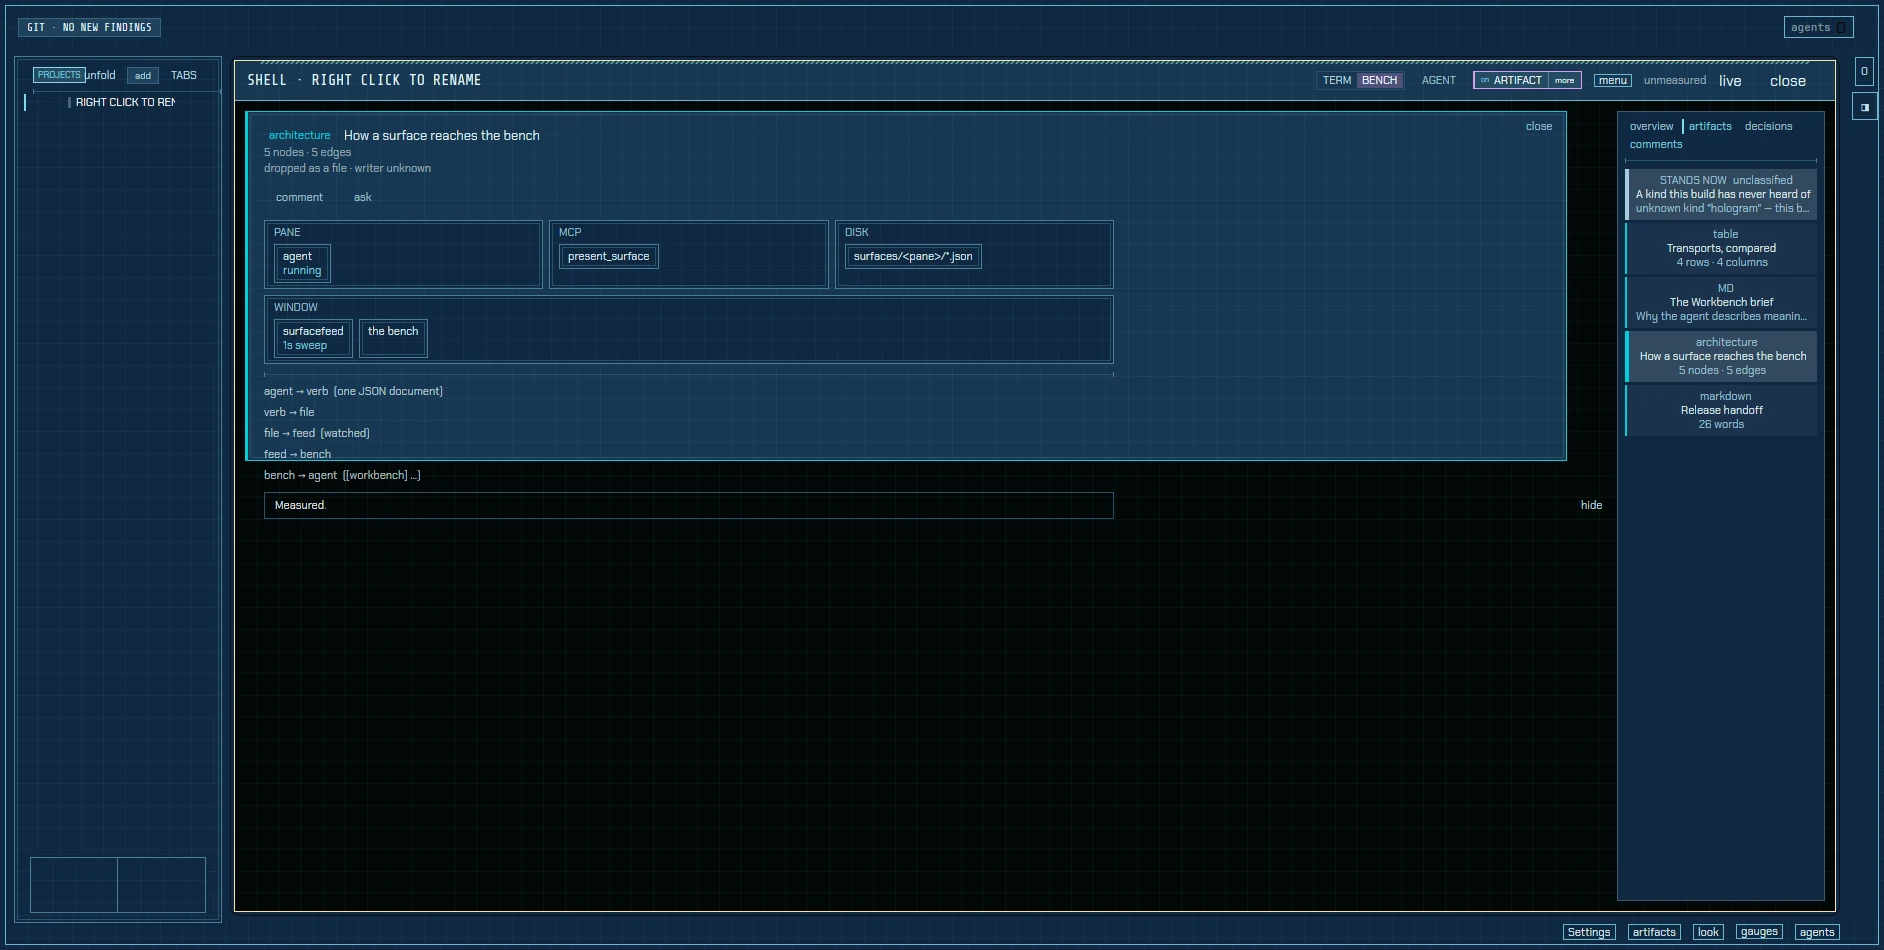 GIT · NO NEW FINDINGS
agents
PROJECTS unfold add TABS
RIGHT CLICK TO REN
SHELL · RIGHT CLICK TO RENAME
TERM BENCH AGENT on ARTIFACT more menu unmeasured live close
architecture How a surface reaches the bench
close
5 nodes · 5 edges
dropped as a file · writer unknown
comment ask
PANE
agent
running
MCP
present_surface
DISK
surfaces/<pane>/*.json
WINDOW
surfacefeed
1s sweep
the bench
agent → verb (one JSON document)
verb → file
file → feed (watched)
feed → bench
bench → agent ([workbench] ...)
Measured.
hide
overview artifacts decisions
comments
STANDS NOW unclassified
A kind this build has never heard of
unknown kind "hologram" — this b...
table
Transports, compared
4 rows · 4 columns
MD
The Workbench brief
Why the agent describes meanin...
architecture
How a surface reaches the bench
5 nodes · 5 edges
markdown
Release handoff
26 words
Settings artifacts look gauges agents